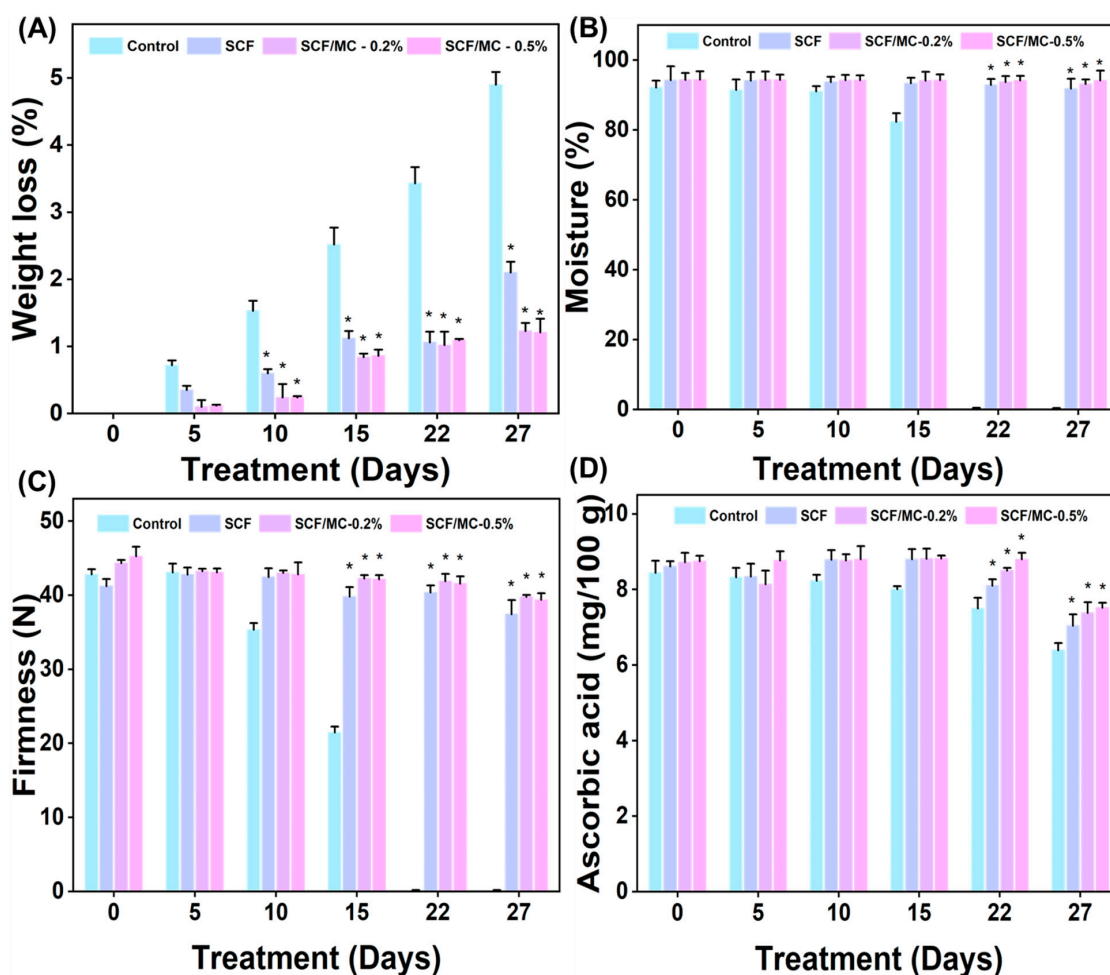 (A)
Control SCF SCF/MC - 0.2% SCF/MC - 0.5%
Weight loss (%)
5
4
3
2
1
0
* * * * * * * * * * * *
0 5 10 15 22 27
Treatment (Days)
(B)
Control SCF SCF/MC-0.2% SCF/MC-0.5%
Moisture (%)
100
80
60
40
20
0
* * * * * *
0 5 10 15 22 27
Treatment (Days)
(C)
Control SCF SCF/MC-0.2% SCF/MC-0.5%
Firmness (N)
50
40
30
20
10
0
* * * * * * * * *
0 5 10 15 22 27
Treatment (Days)
(D)
Control SCF SCF/MC-0.2% SCF/MC-0.5%
Ascorbic acid (mg/100 g)
10
8
6
4
2
0
* * * * * *
0 5 10 15 22 27
Treatment (Days)